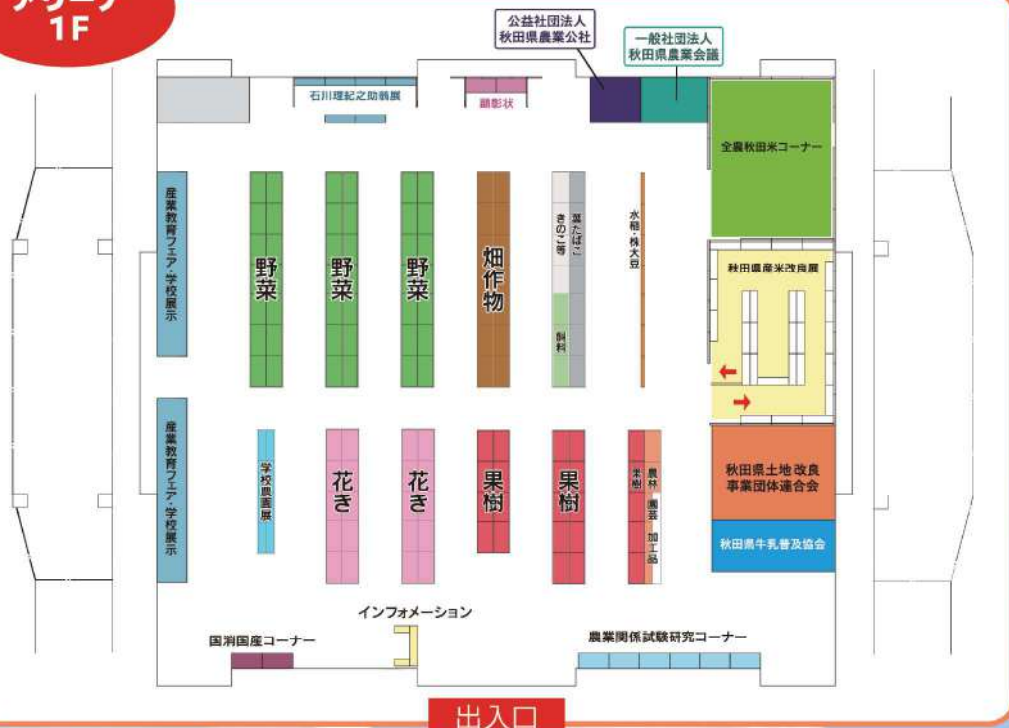 アリーナ
1F
公益社団法人
秋田県農業公社
一般社団法人
秋田県農業会議
石川理紀之助翁展
顕彰状
全農秋田米コーナー
産業教育フェア・学校展示
野菜
野菜
野菜
畑作物
きのこ等
葉たばこ
飼料
水稲・株大豆
秋田県産米改良展
産業教育フェア・学校展示
学校農園展
花き
花き
果樹
果樹
果樹
農林 園芸 加工品
秋田県土地改良
事業団体連合会
秋田県牛乳普及協会
インフォメーション
国消国産コーナー
農業関係試験研究コーナー
出入口